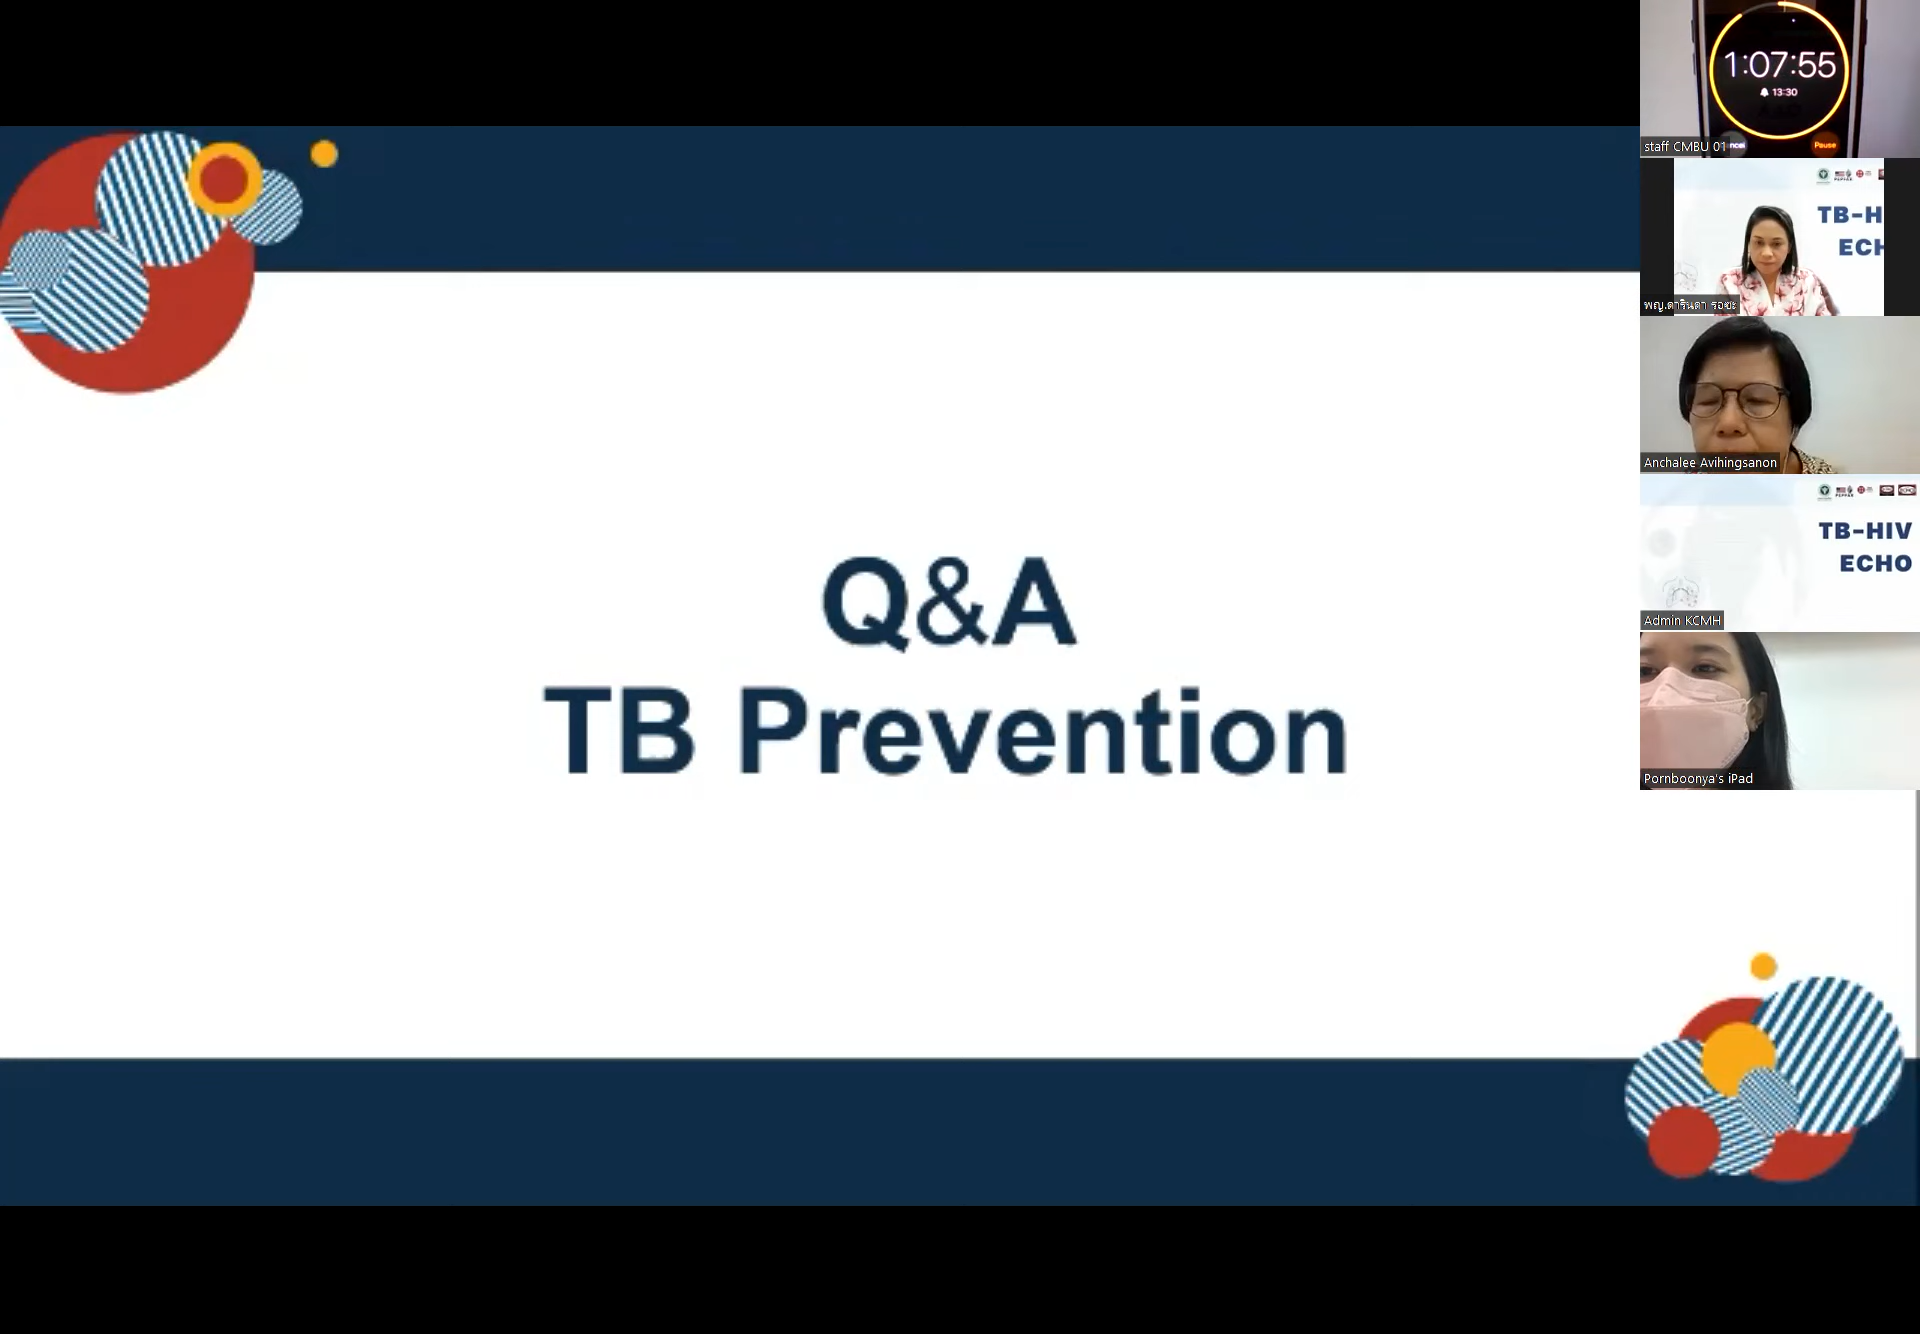 Q&A
TB Prevention
1:07:55
13:30
Pause
staff CMBU 01
TB-H
ECH
พญ.ดารินดา รอซะ
Anchalee Avihingsanon
TB-HIV
ECHO
Admin KCMH
Pornboonya's iPad